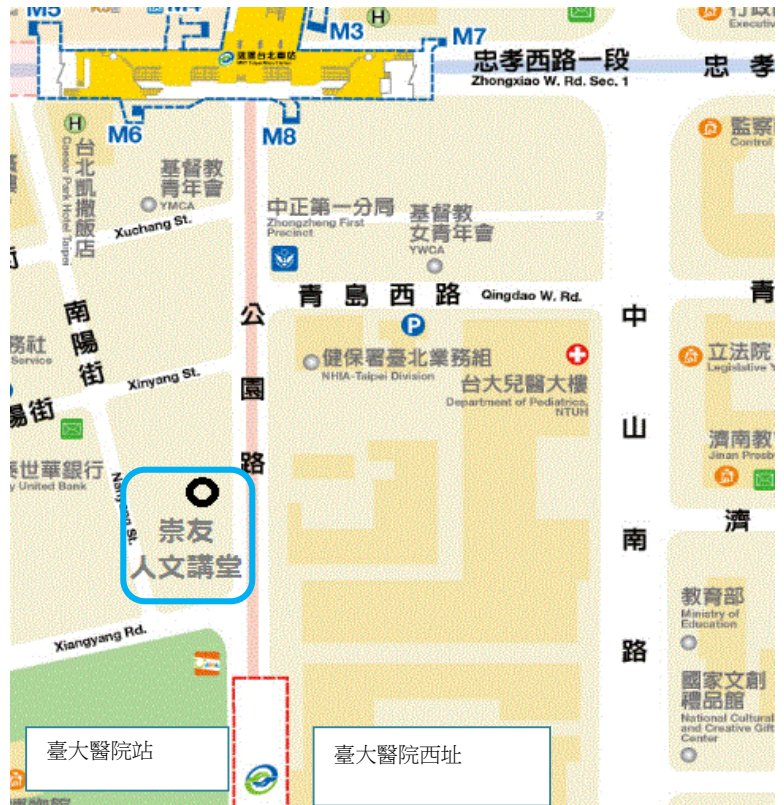 M5
M3
M7
忠孝西路一段
Zhongxiao W. Rd. Sec. 1
忠 孝
Executiv
M6
M8
監察
Control
台北凱撒飯店
Caesar Park Hotel Taipei
基督教
青年會
YMCA
Xuchang St.
中正第一分局
Zhongzheng First
Precinct
基督教
女青年會
YWCA
2
青島西路 Qingdao W. Rd.
青
南陽街
公園路
中山南路
務社
Service
P
健保署臺北業務組
NHIA-Taipei Division
台大兒醫大樓
Department of Pediatrics,
NTUH
立法院
Legislative Y
Xinyang St.
陽街
世華銀行
y United Bank
Nanyang St.
崇友
人文講堂
濟南教
Jinan Presb
濟
Xiangyang Rd.
教育部
Ministry of
Education
國家文創
禮品館
National Cultural
and Creative Gift
Center
臺大醫院站
臺大醫院西址